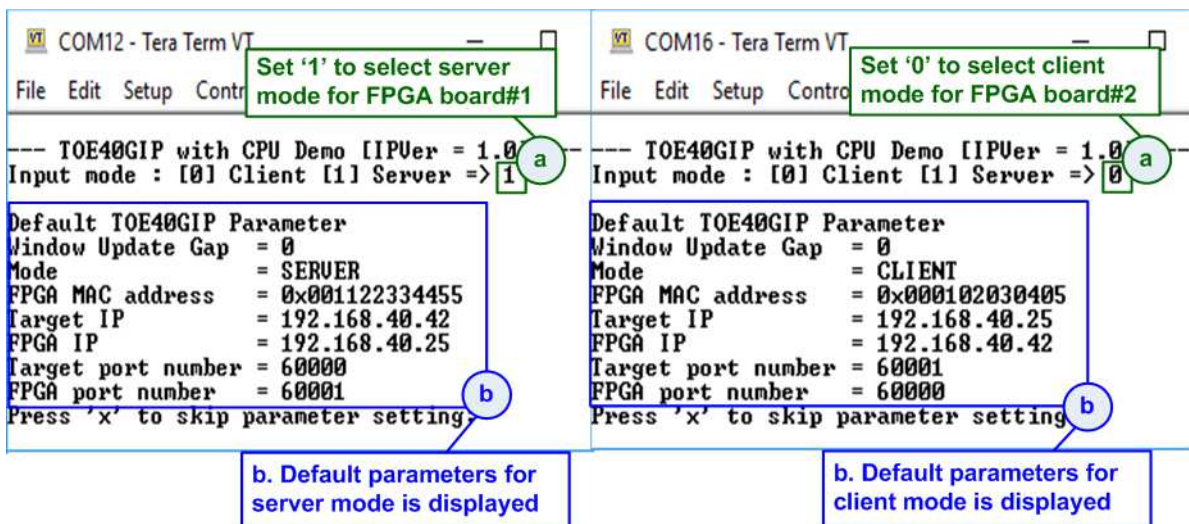 COM12 - Tera Term VT
Set ‘1’ to select server
mode for FPGA board#1
File Edit Setup Contr
--- TOE40GIP with CPU Demo [IPVer = 1.0
a
Input mode : [0] Client [1] Server => 1
Default TOE40GIP Parameter
Window Update Gap = 0
Mode = SERVER
FPGA MAC address = 0x001122334455
Target IP = 192.168.40.42
FPGA IP = 192.168.40.25
Target port number = 60000
FPGA port number = 60001
b
Press 'x' to skip parameter setting:
b. Default parameters for
server mode is displayed
COM16 - Tera Term VT
Set ‘0’ to select client
mode for FPGA board#2
File Edit Setup Contro
--- TOE40GIP with CPU Demo [IPVer = 1.0
a
Input mode : [0] Client [1] Server => 0
Default TOE40GIP Parameter
Window Update Gap = 0
Mode = CLIENT
FPGA MAC address = 0x000102030405
Target IP = 192.168.40.25
FPGA IP = 192.168.40.42
Target port number = 60001
FPGA port number = 60000
b
Press 'x' to skip parameter setting
b. Default parameters for
client mode is displayed